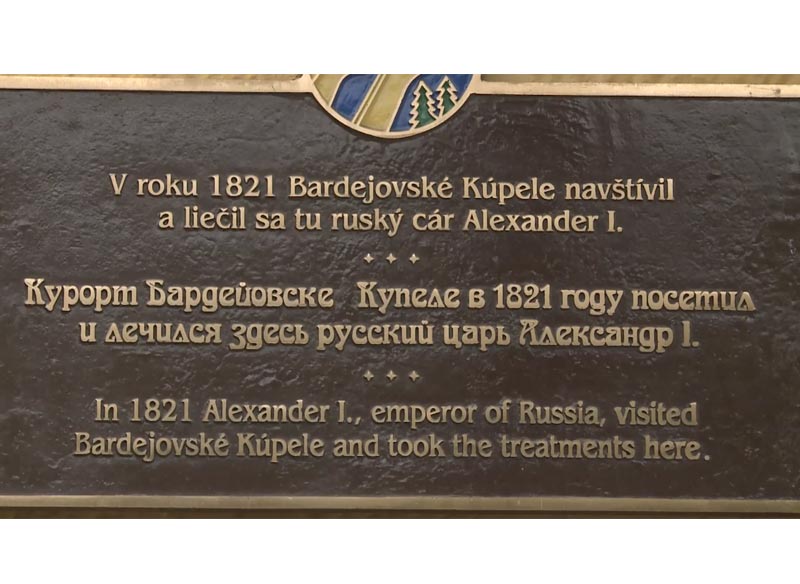 V roku 1821 Bardejovské Kúpele navštívil
a liečil sa tu ruský cár Alexander I.
Курорт Бардейовске Купеле в 1821 году посетил
и лечился здесь русский царь Александр I.
In 1821 Alexander I., emperor of Russia, visited
Bardejovské Kúpele and took the treatments here.